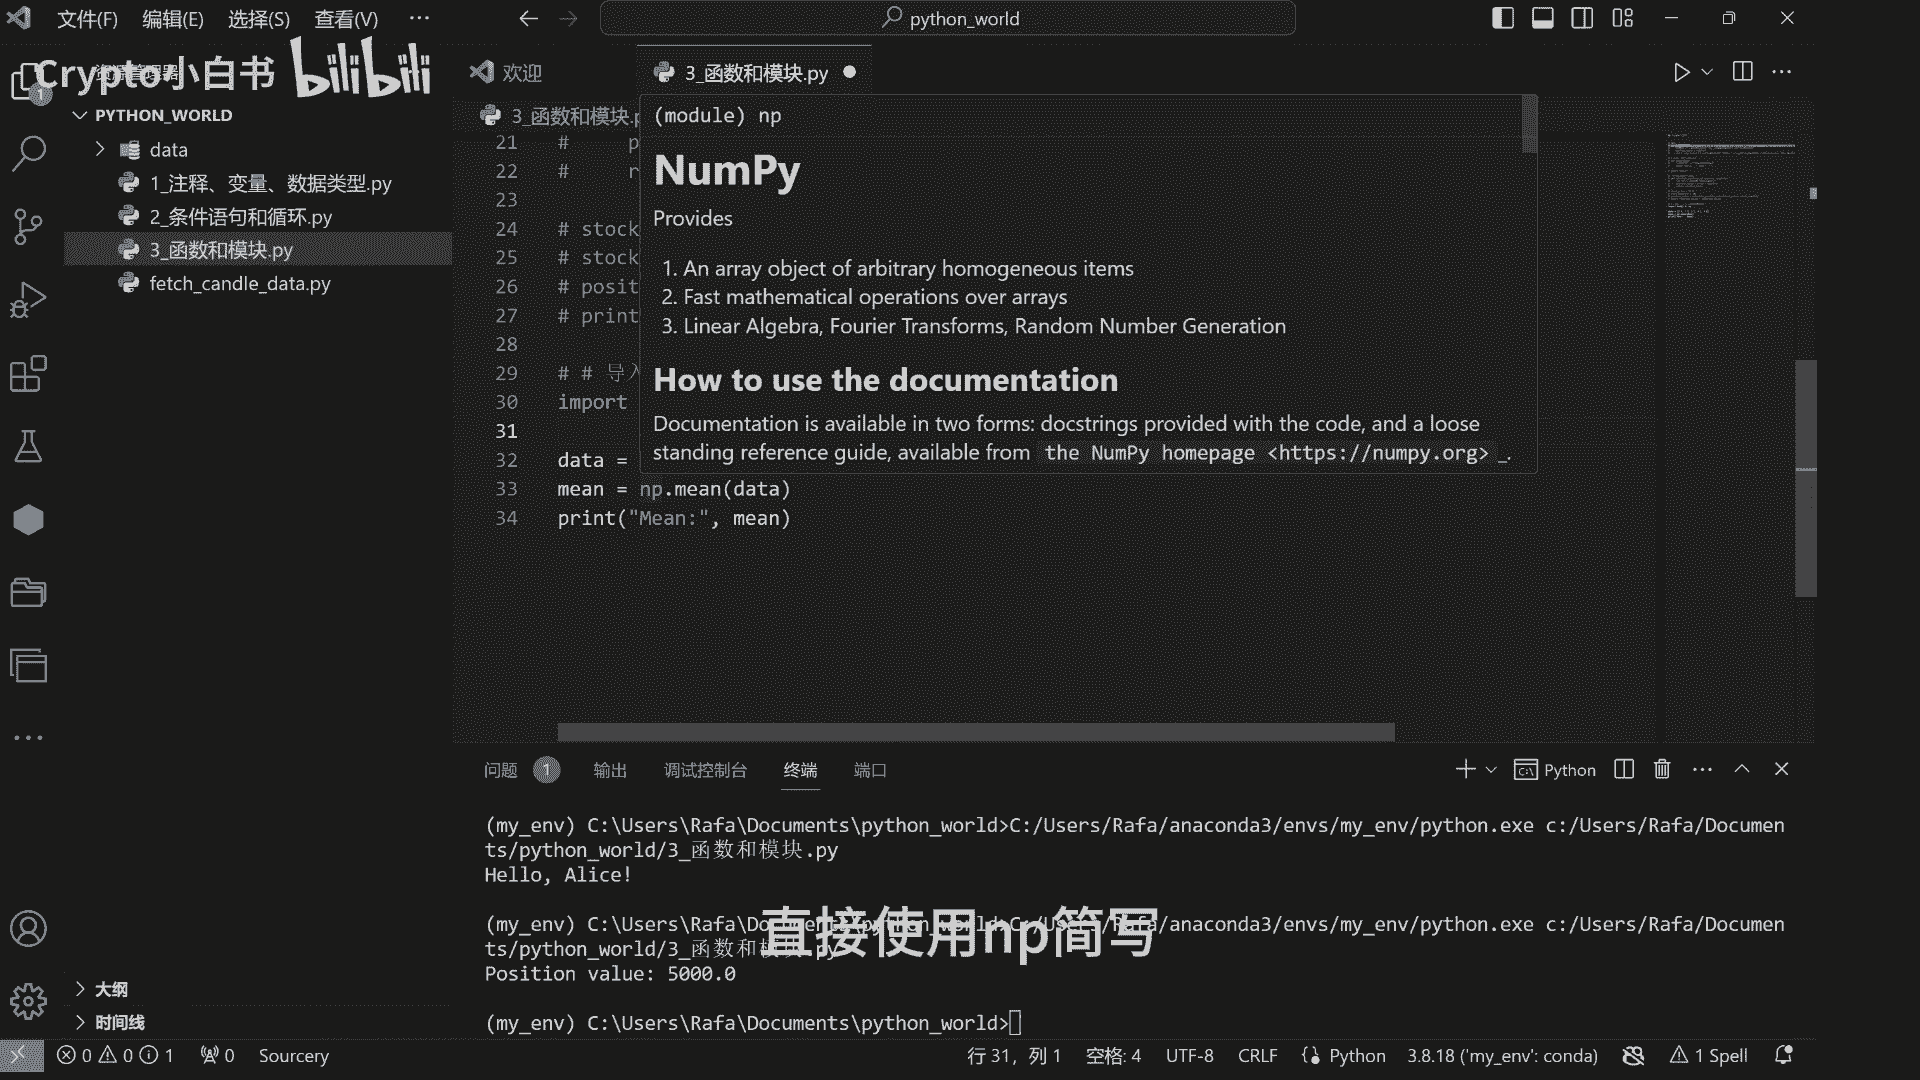 文件(F) 编辑(E) 选择(S) 查看(V) ··· python_world
Crypto小白书 bilibili
欢迎 3_函数和模块.py
PYTHON_WORLD
data
1_注释、变量、数据类型.py
2_条件语句和循环.py
3_函数和模块.py
fetch_candle_data.py
大纲
时间线
3_函数和模块.
(module) np
NumPy
Provides
1. An array object of arbitrary homogeneous items
2. Fast mathematical operations over arrays
3. Linear Algebra, Fourier Transforms, Random Number Generation
How to use the documentation
Documentation is available in two forms: docstrings provided with the code, and a loose
standing reference guide, available from the NumPy homepage <https://numpy.org> _.
21 # p
22 # r
23
24 # stock
25 # stock
26 # posit
27 # print
28
29 # # 导入
30 import
31
32 data =
33 mean = np.mean(data)
34 print("Mean:", mean)
问题 1 输出 调试控制台 终端 端口 Python
(my_env) C:\Users\Rafa\Documents\python_world>C:/Users/Rafa/anaconda3/envs/my_env/python.exe c:/Users/Rafa/Documen
ts/python_world/3_函数和模块.py
Hello, Alice!
(my_env) C:\Users\Rafa\Documents\python_world>C:/Users/Rafa/anaconda3/envs/my_env/python.exe c:/Users/Rafa/Documen
ts/python_world/3_函数和模块.py
Position value: 5000.0
(my_env) C:\Users\Rafa\Documents\python_world>
直接使用np简写
0 0 1 0 Sourcery 行 31，列 1 空格: 4 UTF-8 CRLF Python 3.8.18 ('my_env': conda) 1 Spell